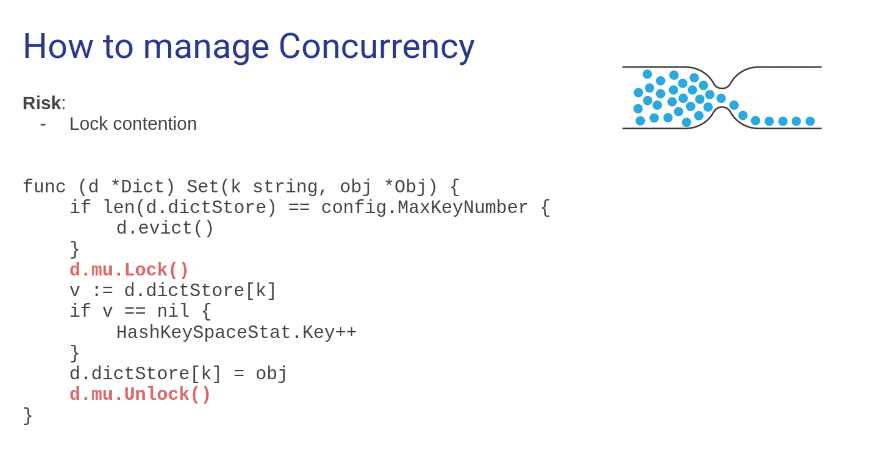 How to manage Concurrency
Risk:
- Lock contention
func (d *Dict) Set(k string, obj *Obj) {
if len(d.dictStore) == config.MaxKeyNumber {
d.evict()
}
d.mu.Lock()
v := d.dictStore[k]
if v == nil {
HashKeySpaceStat.Key++
}
d.dictStore[k] = obj
d.mu.Unlock()
}